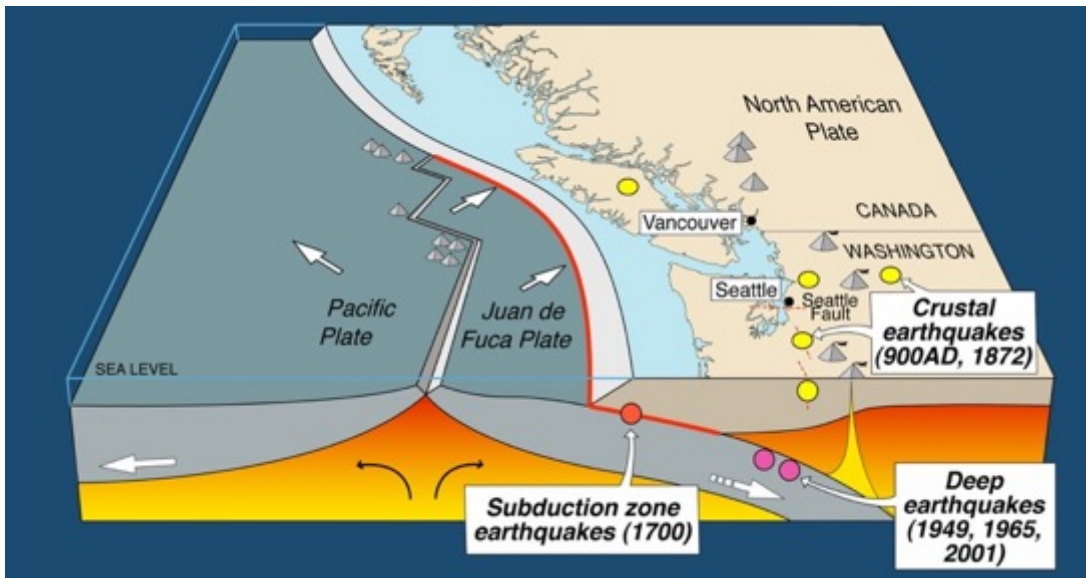 North American
Plate
CANADA
Vancouver
WASHINGTON
Seattle
Seattle
Fault
Pacific
Plate
Juan de
Fuca Plate
Crustal
earthquakes
(900AD, 1872)
SEA LEVEL
Subduction zone
earthquakes (1700)
Deep
earthquakes
(1949, 1965,
2001)